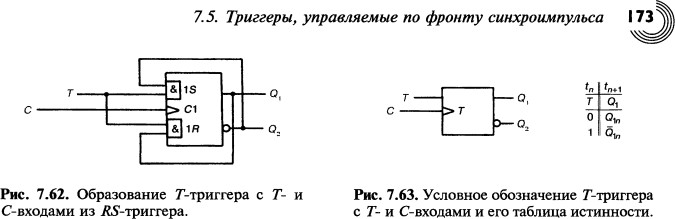 7.5. Триггеры, управляемые по фронту синхроимпульса 173
& 1S
T
Q₁
C
C1
& 1R
Q₂
T
Q₁
C
T
Q₂
tₙ tₙ₊₁
T Q₁
0 Q₁ₙ
1 Q̄₁ₙ
Рис. 7.62. Образование T-триггера с T- и
C-входами из RS-триггера.
Рис. 7.63. Условное обозначение T-триггера
с T- и C-входами и его таблица истинности.